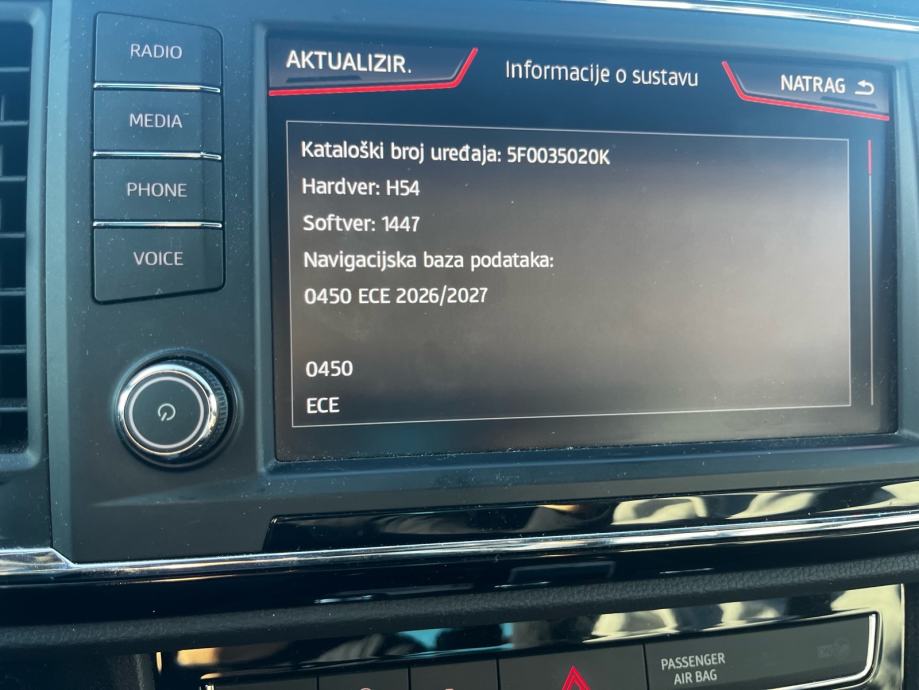 RADIO
MEDIA
PHONE
VOICE
AKTUALIZIR.
Informacije o sustavu
NATRAG
Kataloški broj uređaja: 5F0035020K
Hardver: H54
Softver: 1447
Navigacijska baza podataka:
0450 ECE 2026/2027
0450
ECE
PASSENGER
AIR BAG